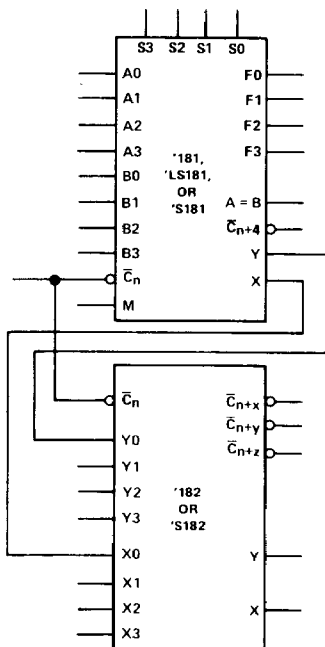 S3 S2 S1 S0
A0 F0
A1 F1
A2 F2
A3 F3
B0
B1
B2
B3
'181,
'LS181,
OR
'S181
A = B
C̅n+4
Y
X
C̅n
M
C̅n
Y0
Y1
Y2
Y3
X0
X1
X2
X3
'182
OR
'S182
C̅n+x
C̅n+y
C̅n+z
Y
X